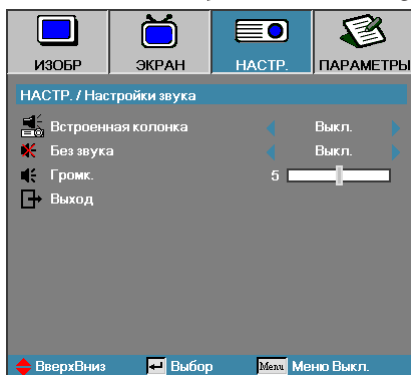 ИЗОБР ЭКРАН НАСТР. ПАРАМЕТРЫ
НАСТР. / Настройки звука
Встроенная колонка Выкл.
Без звука Выкл.
Громк. 5
Выход
ВверхВниз Выбор Menu Меню Выкл.